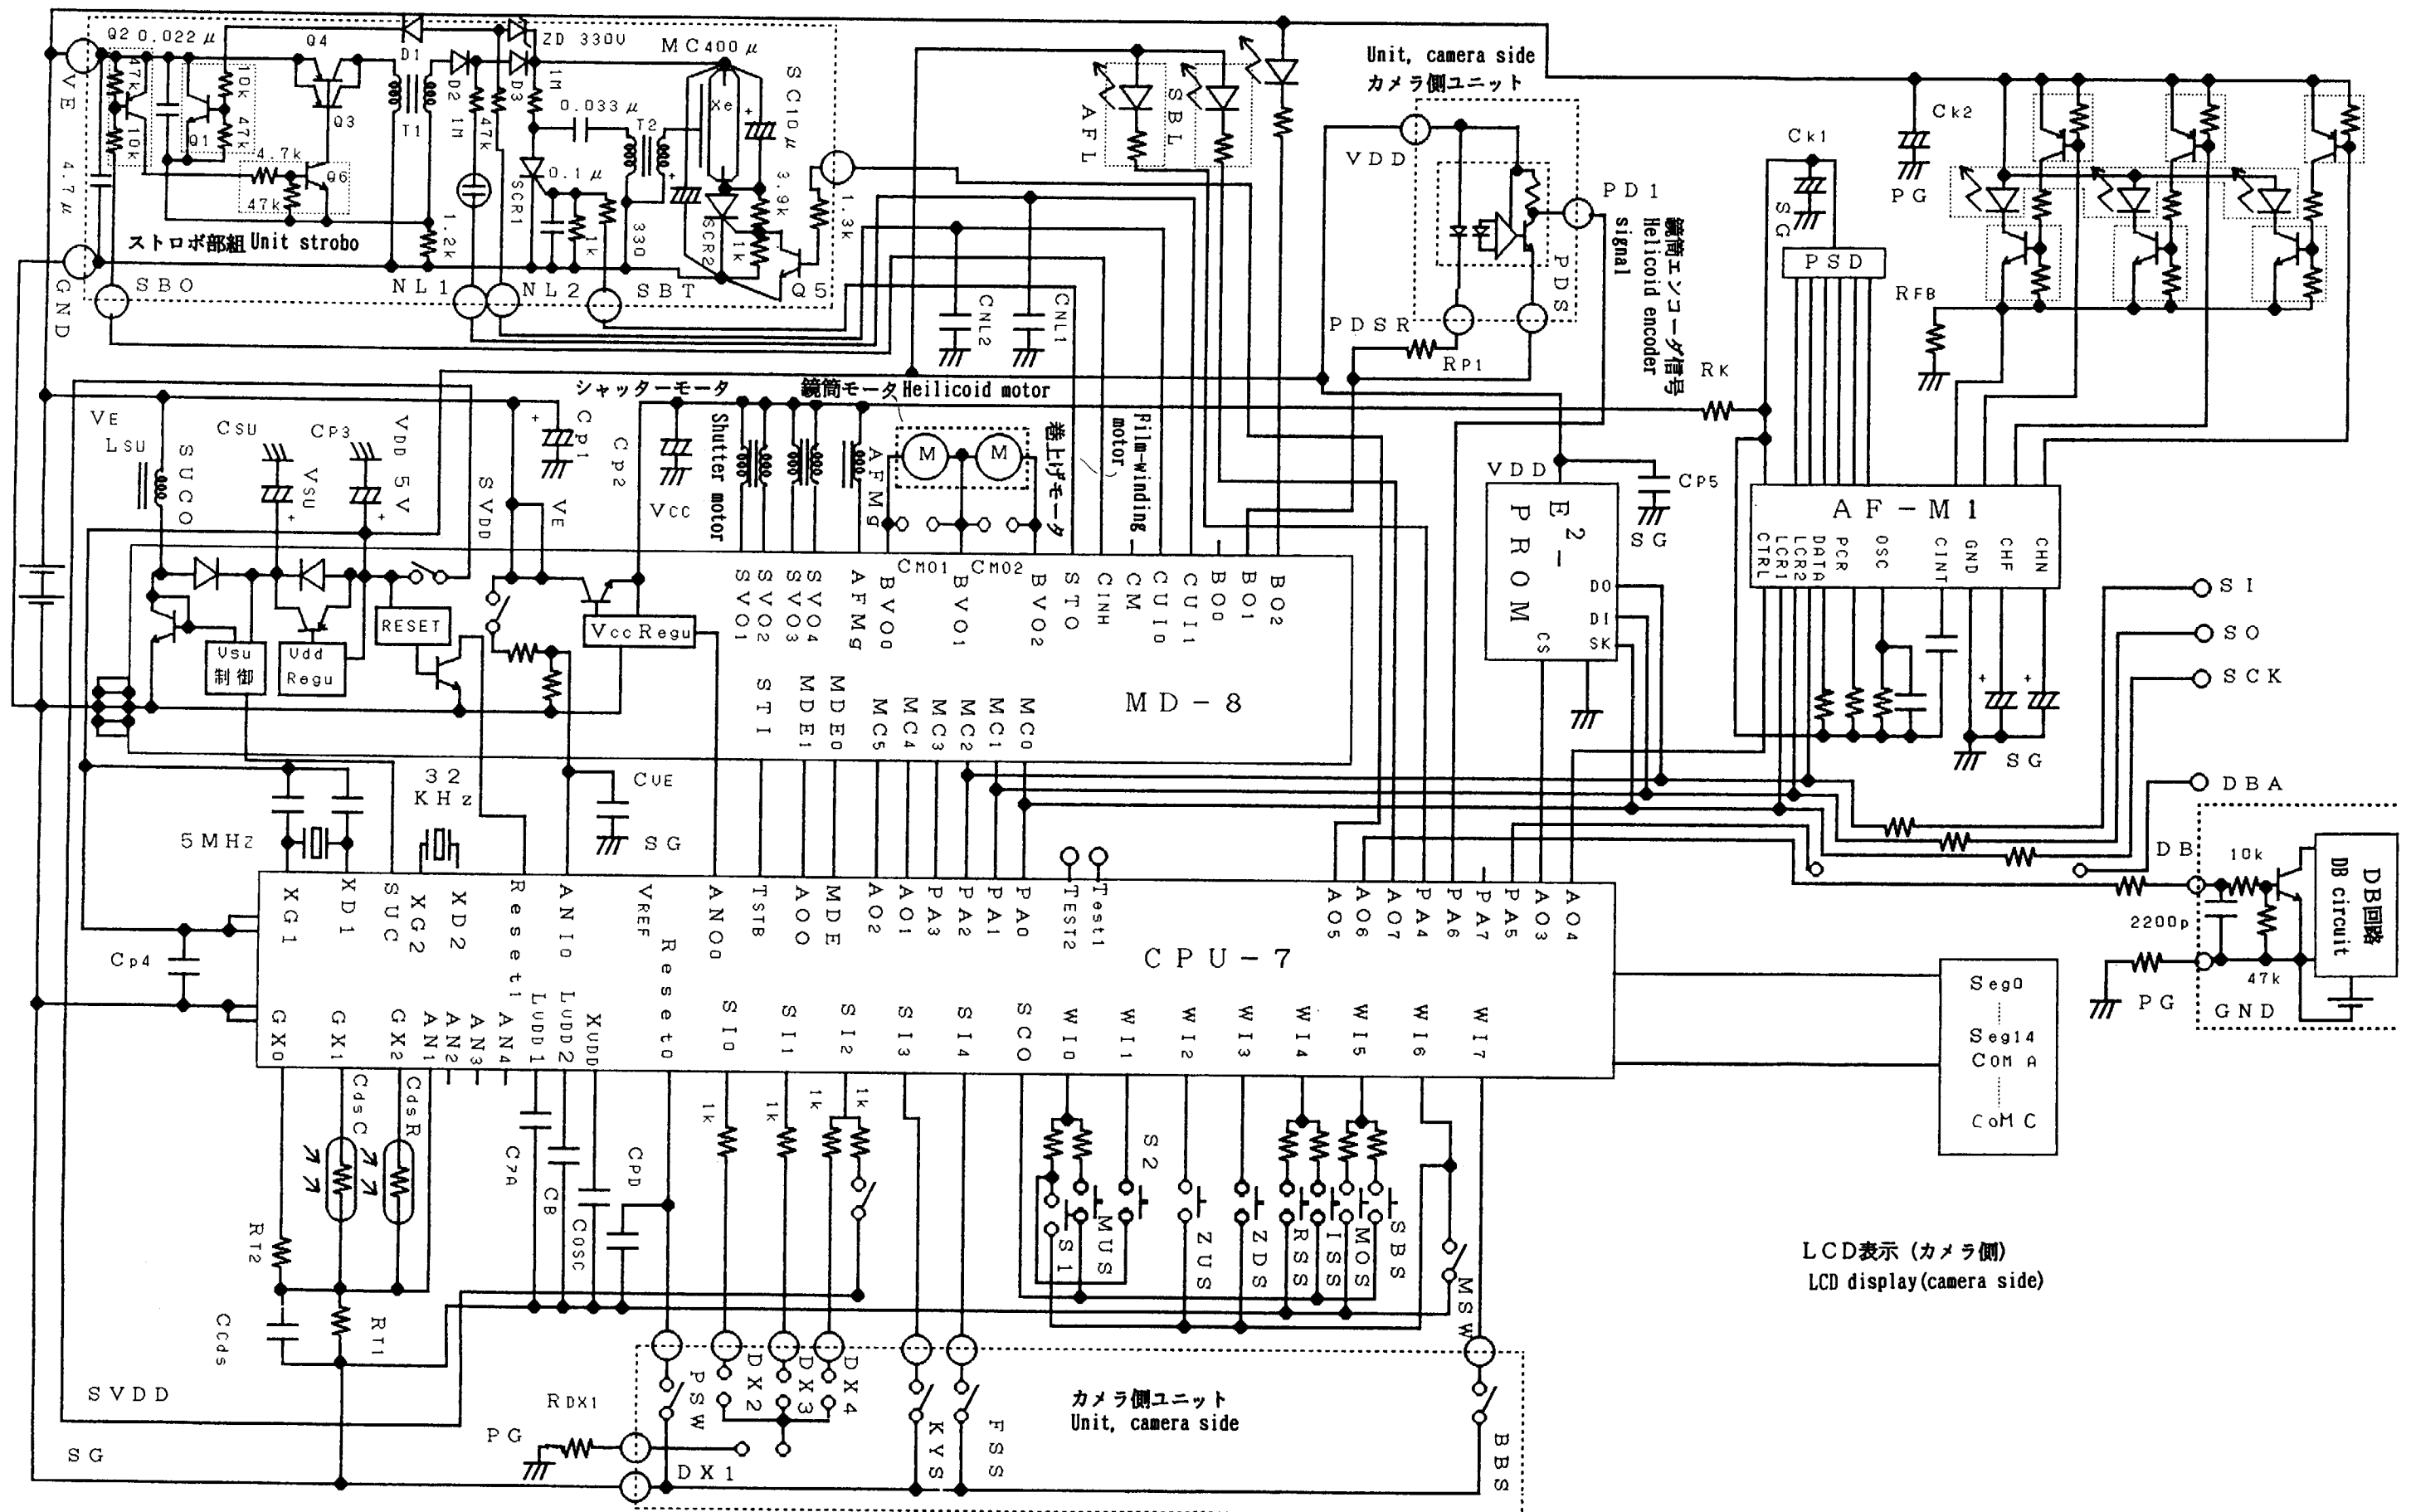 Q2 0.022μ
Q4
D1
ZD 330V
MC400μ
SC10μ
VE
47k
10k
10k
47k
Q1
Q3
T1
D2
1M
47k
D3
1M
0.033μ
T2
Xe
4.7μ
4.7k
Q6
47k
1.2k
SCR1
0.1μ
1k
330
SCR2
3.9k
1k
1.3k
Q5
ストロボ部組 Unit strobo
GND
SBO
NL1
NL2
SBT
AFL
SBL
Unit, camera side
カメラ側ユニット
VDD
PD1
鏡筒エンコーダ信号
Helicoid encoder
signal
PDS
PDSR
RP1
Ck1
Ck2
PG
SG
PSD
RFB
RK
CNL2
CNL1
シャッターモータ
Shutter motor
鏡筒モータ Heilicoid motor
巻上げモータ
Film-winding
motor
VE
LSU
SUCO
CSU
VSU
CP3
VDD 5V
SVDD
VE
Cp1
Cp2
VCC
AFMg
M
M
VDD
CP5
SG
E2-
PROM
DO
DI
SK
CS
AF-M1
CTRL
LCR1
LCR2
DATA
PCR
OSC
CINT
GND
CHF
CHN
SG
SI
SO
SCK
DBA
Vsu
制御
Vdd
Regu
RESET
Vcc Regu
CM01
CM02
SVO1
SVO2
SVO3
SVO4
AFMg
BVO0
BVO1
BVO2
STO
CINH
CM
CUI0
CUI1
BO0
BO1
BO2
MD-8
STI
MDE1
MDE0
MC5
MC4
MC3
MC2
MC1
MC0
5MHz
32
KHz
CVE
SG
XG1
XD1
SUC
XG2
XD2
Reset1
ANI0
VREF
ANO0
TSTB
AOO
MDE
AO2
AO1
PA3
PA2
PA1
PA0
TEST2
Test1
AO5
AO6
AO7
PA4
PA6
PA7
PA5
AO3
AO4
CPU-7
Cp4
GX0
GX1
GX2
AN1
AN2
AN3
AN4
LVDD1
LVDD2
XVDD
Reset0
SI0
SI1
SI2
SI3
SI4
SCO
WI0
WI1
WI2
WI3
WI4
WI5
WI6
WI7
DB
10k
2200p
47k
PG
GND
DB回路
DB circuit
Seg0
Seg14
COM A
CoM C
LCD表示 (カメラ側)
LCD display(camera side)
CdsC
CdsR
CB
COSC
CPD
1k
1k
1k
1k
RT2
RT1
Ccds
S2
S1
MUS
ZUS
ZDS
RSS
ISS
MOS
SBS
MSW
SVDD
SG
RDX1
PG
DX1
PSW
DX2
DX3
DX4
KYS
FSS
BBS
カメラ側ユニット
Unit, camera side